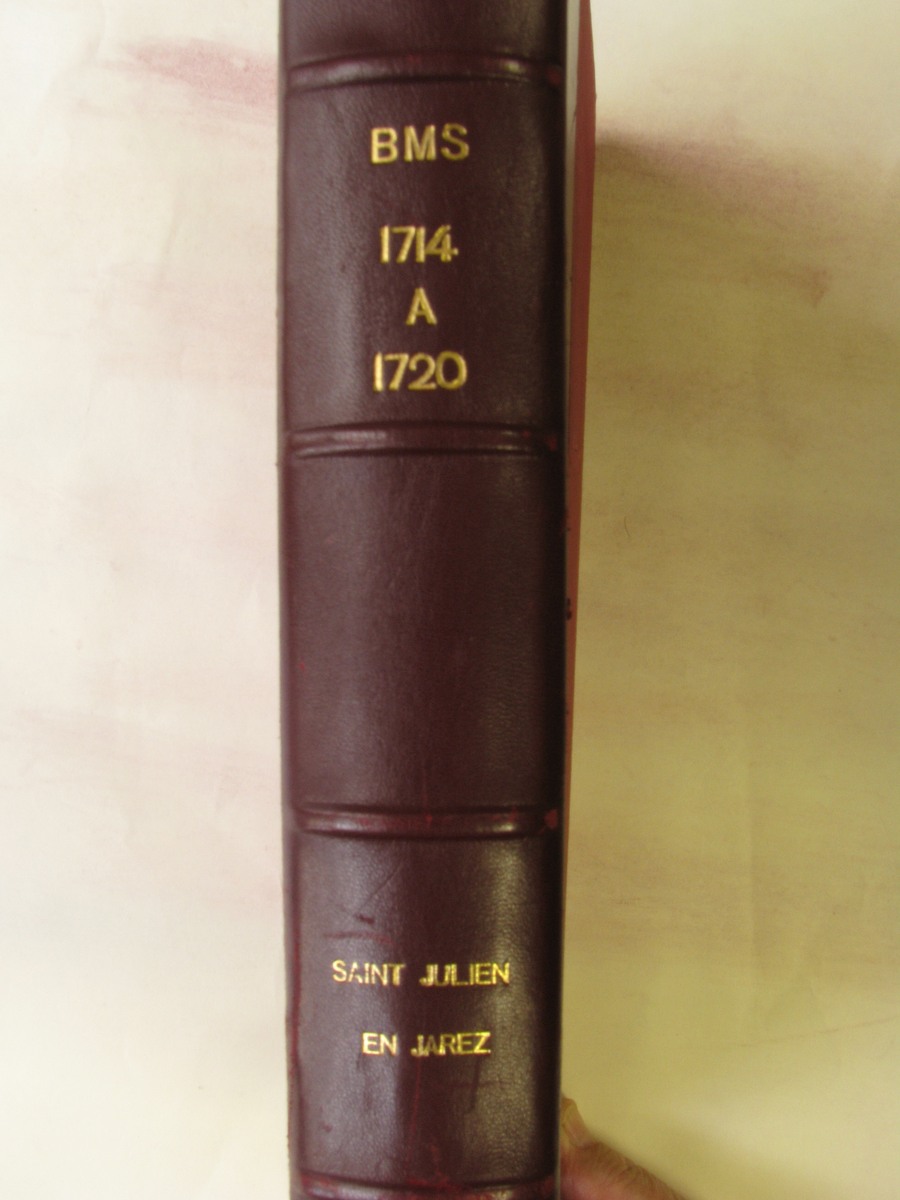 BMS
1714
A
1720
SAINT JULIEN
EN JAREZ